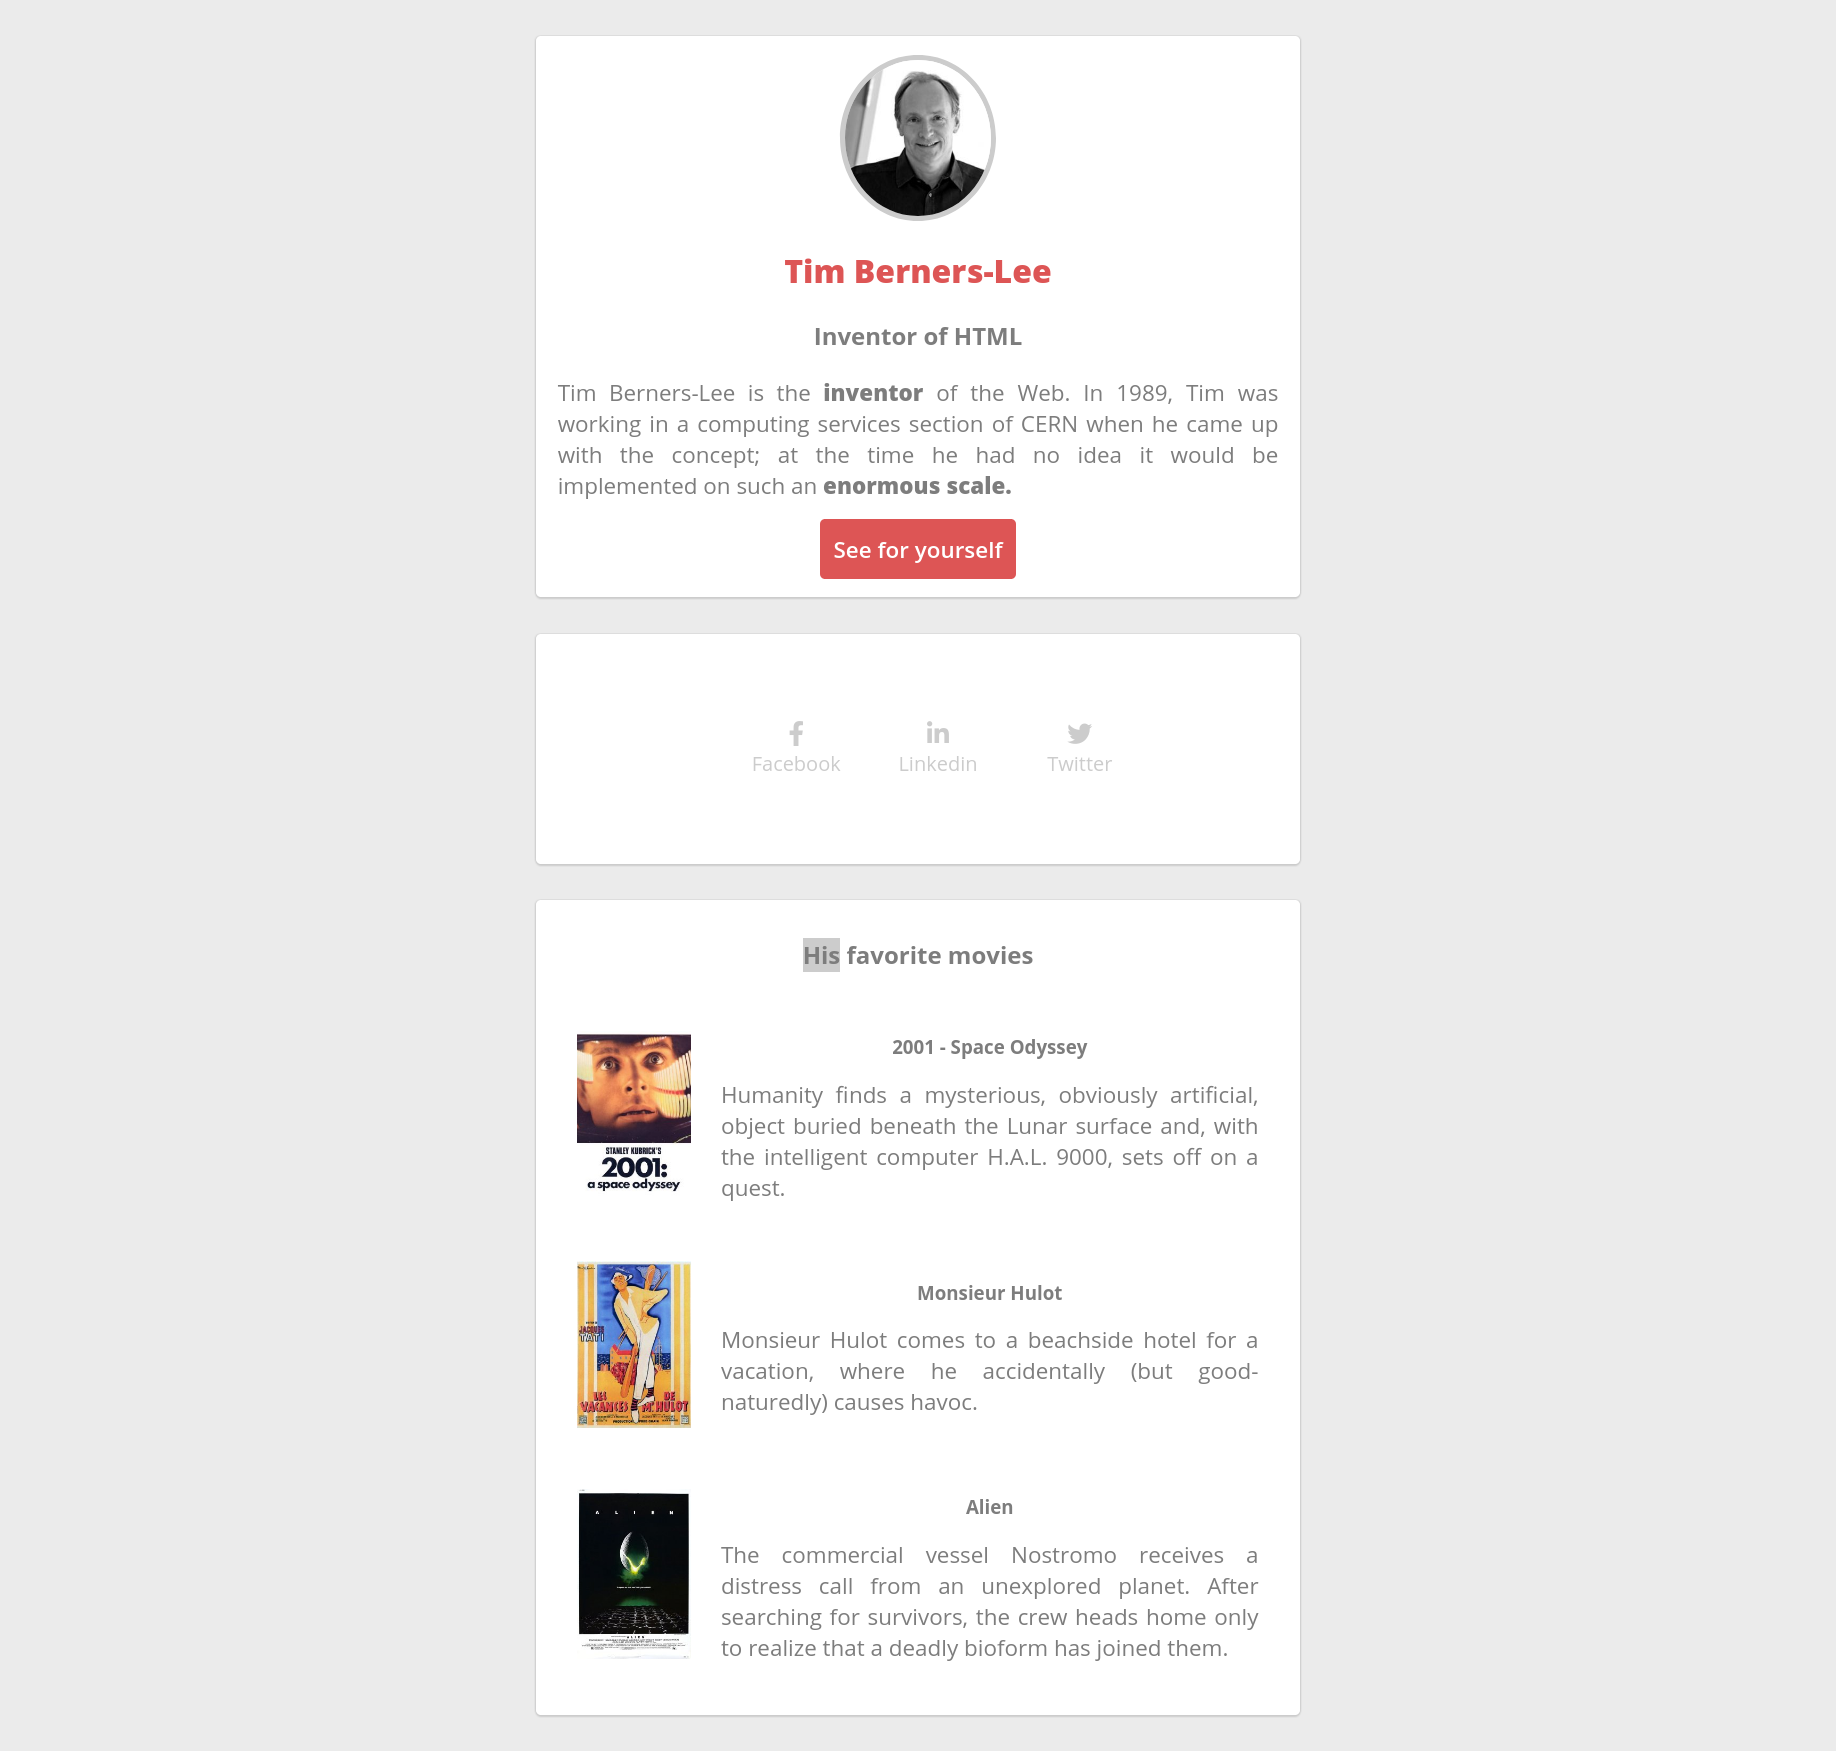 Tim Berners-Lee
Inventor of HTML
Tim Berners-Lee is the inventor of the Web. In 1989, Tim was
working in a computing services section of CERN when he came up
with the concept; at the time he had no idea it would be
implemented on such an enormous scale.
See for yourself
Facebook
Linkedin
Twitter
His favorite movies
STANLEY KUBRICK'S
2001:
a space odyssey
2001 - Space Odyssey
Humanity finds a mysterious, obviously artificial,
object buried beneath the Lunar surface and, with
the intelligent computer H.A.L. 9000, sets off on a
quest.
JACQUES
TATI
LES DE
VACANCES Mr HULOT
Monsieur Hulot
Monsieur Hulot comes to a beachside hotel for a
vacation, where he accidentally (but good-
naturedly) causes havoc.
ALIEN
Alien
The commercial vessel Nostromo receives a
distress call from an unexplored planet. After
searching for survivors, the crew heads home only
to realize that a deadly bioform has joined them.